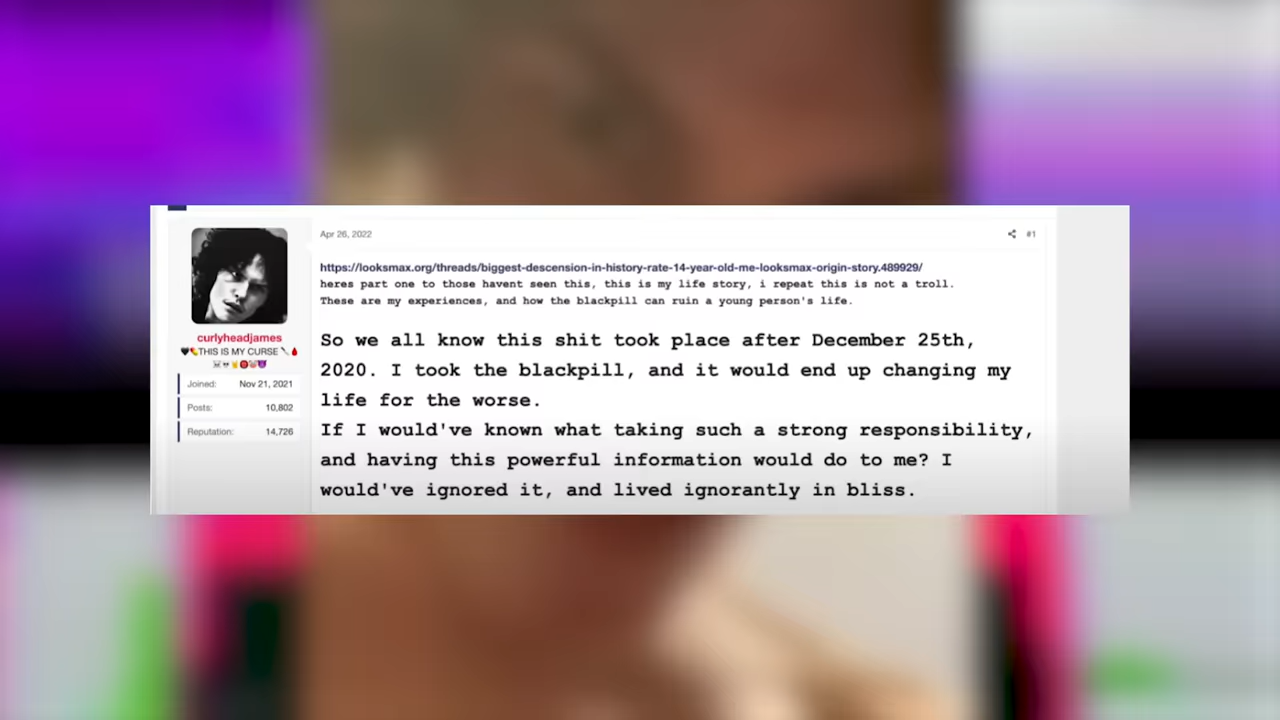 Apr 26, 2022
#1
https://looksmax.org/threads/biggest-descension-in-history-rate-14-year-old-me-looksmax-origin-story.489929/
heres part one to those havent seen this, this is my life story, i repeat this is not a troll.
These are my experiences, and how the blackpill can ruin a young person's life.
curlyheadjames
THIS IS MY CURSE
Joined: Nov 21, 2021
Posts: 10,802
Reputation: 14,726
So we all know this shit took place after December 25th,
2020. I took the blackpill, and it would end up changing my
life for the worse.
If I would've known what taking such a strong responsibility,
and having this powerful information would do to me? I
would've ignored it, and lived ignorantly in bliss.